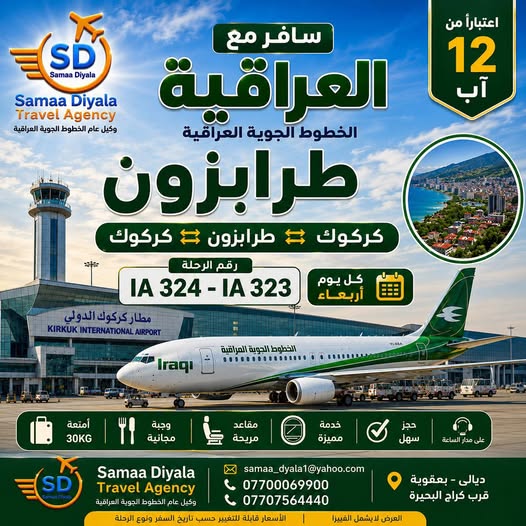 SD
Samaa Diyala
Samaa Diyala
Travel Agency
وكيل عام الخطوط الجوية العراقية
اعتباراً من
12
آب
سافر مع
العراقية
الخطوط الجوية العراقية
طرابزون
كركوك ⇄ طرابزون ⇄ كركوك
رقم الرحلة
IA 324 - IA 323
كل يوم
أربعاء
مطار كركوك الدولي
KIRKUK INTERNATIONAL AIRPORT
الخطوط الجوية العراقية
Iraqi
على مدار الساعة
حجز
سهل
خدمة
مميزة
مقاعد
مريحة
وجبة
مجانية
أمتعة
30KG
SD
Samaa Diyala
Samaa Diyala
Travel Agency
وكيل عام الخطوط الجوية العراقية
samaa_dyala1@yahoo.com
07700069900
07707564440
ديالى - بعقوبة
قرب كراج البحيرة
العرض لايشمل الفييزا
الأسعار قابلة للتغيير حسب تاريخ السفر ونوع الرحلة